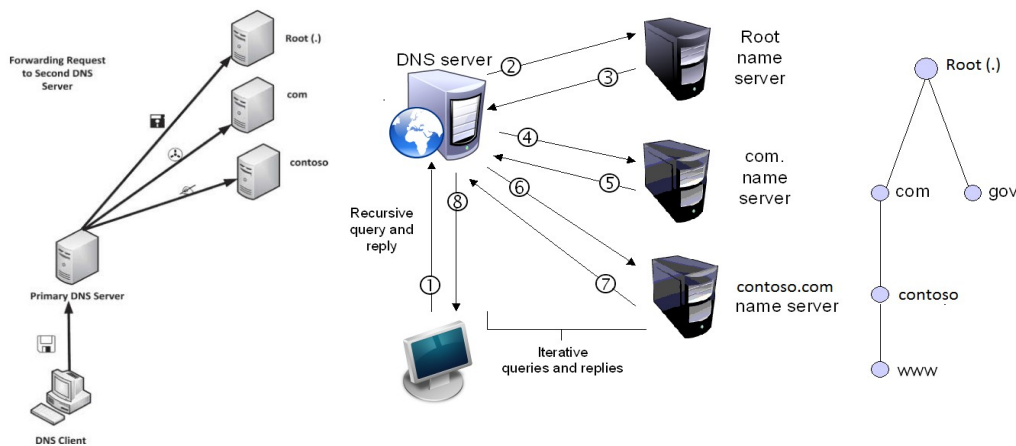 Forwarding Request
to Second DNS
Server
Root (.)
com
contoso
Primary DNS Server
DNS Client
DNS server
Root
name
server
com.
name
server
contoso.com
name server
②
③
④
⑤
⑥
⑦
⑧
①
Recursive
query and
reply
Iterative
queries and replies
Root (.)
com
gov
contoso
www